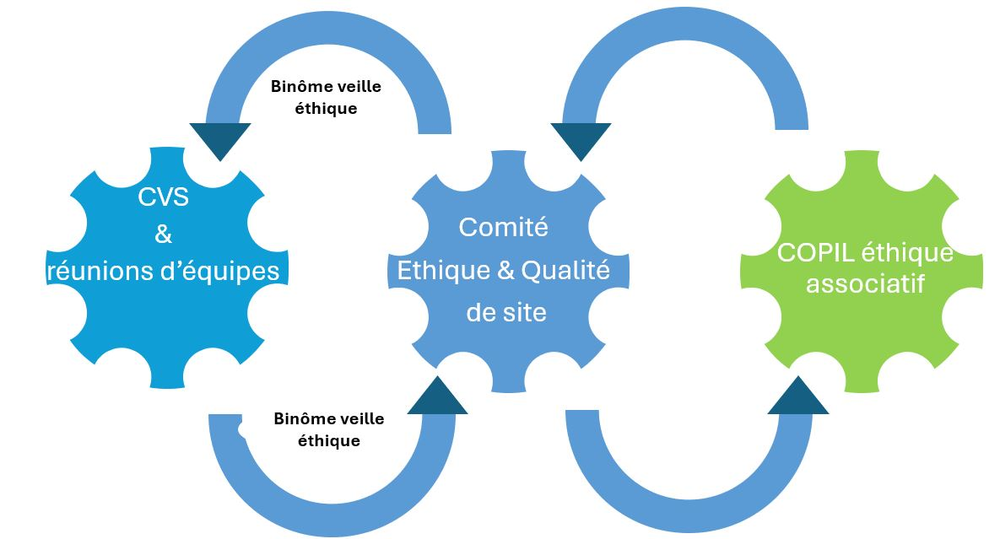 Binôme veille
éthique
CVS
&
réunions d’équipes
Comité
Ethique & Qualité
de site
COPIL éthique
associatif
Binôme veille
éthique